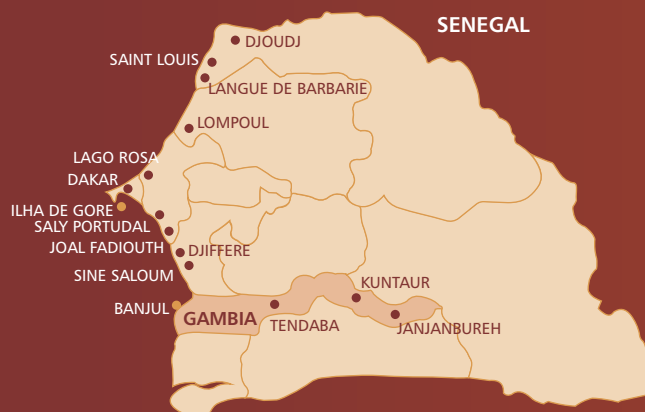 SENEGAL
DJOUDJ
SAINT LOUIS
LANGUE DE BARBARIE
LOMPOUL
LAGO ROSA
DAKAR
ILHA DE GORE
SALY PORTUDAL
JOAL FADIOUTH
DJIFFERE
SINE SALOUM
KUNTAUR
BANJUL
GAMBIA
TENDABA
JANJANBUREH